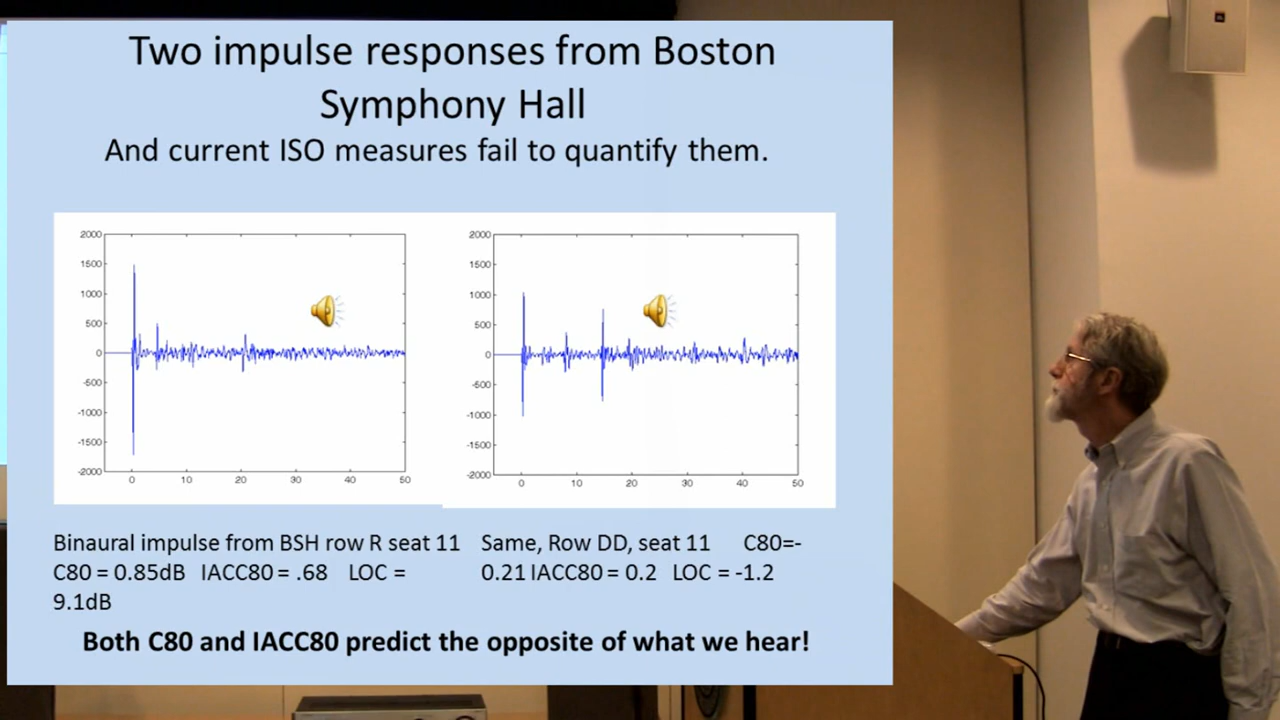 Two impulse responses from Boston
Symphony Hall
And current ISO measures fail to quantify them.
2000
1500
1000
500
0
-500
-1000
-1500
-2000
0 10 20 30 40 50
2000
1500
1000
500
0
-500
-1000
-1500
-2000
0 10 20 30 40 50
Binaural impulse from BSH row R seat 11
C80 = 0.85dB IACC80 = .68 LOC =
9.1dB
Same, Row DD, seat 11 C80=-
0.21 IACC80 = 0.2 LOC = -1.2
Both C80 and IACC80 predict the opposite of what we hear!